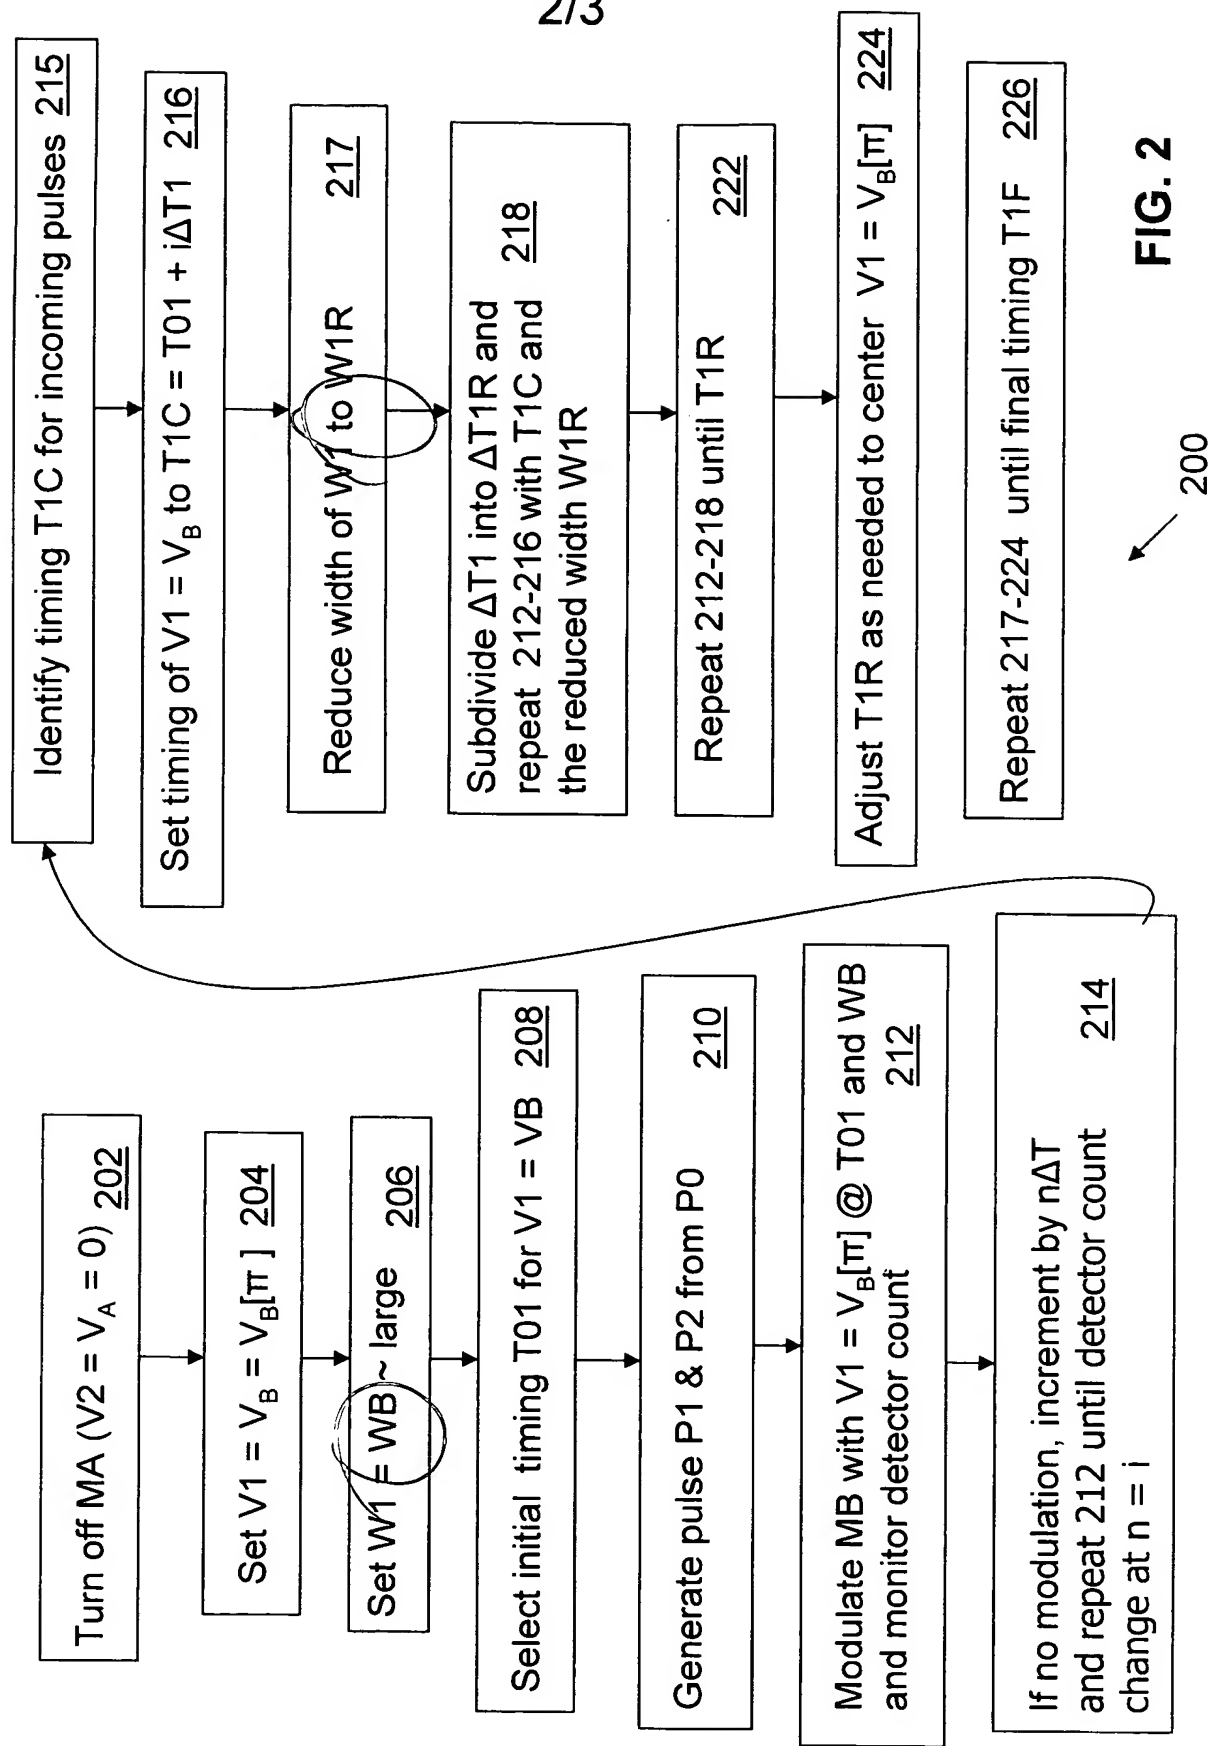 2/3
Turn off MA (V2 = V_A = 0) 202
Set V1 = V_B = V_B[π] 204
Set W1 = WB ~ large 206
Select initial timing T01 for V1 = VB 208
Generate pulse P1 & P2 from P0 210
Modulate MB with V1 = V_B[π] @ T01 and WB
and monitor detector count 212
If no modulation, increment by nΔT
and repeat 212 until detector count
change at n = i 214
Identify timing T1C for incoming pulses 215
Set timing of V1 = V_B to T1C = T01 + iΔT1 216
Reduce width of W1 to W1R 217
Subdivide ΔT1 into ΔT1R and
repeat 212-216 with T1C and
the reduced width W1R 218
Repeat 212-218 until T1R 222
Adjust T1R as needed to center V1 = V_B[π] 224
Repeat 217-224 until final timing T1F 226
200
FIG. 2